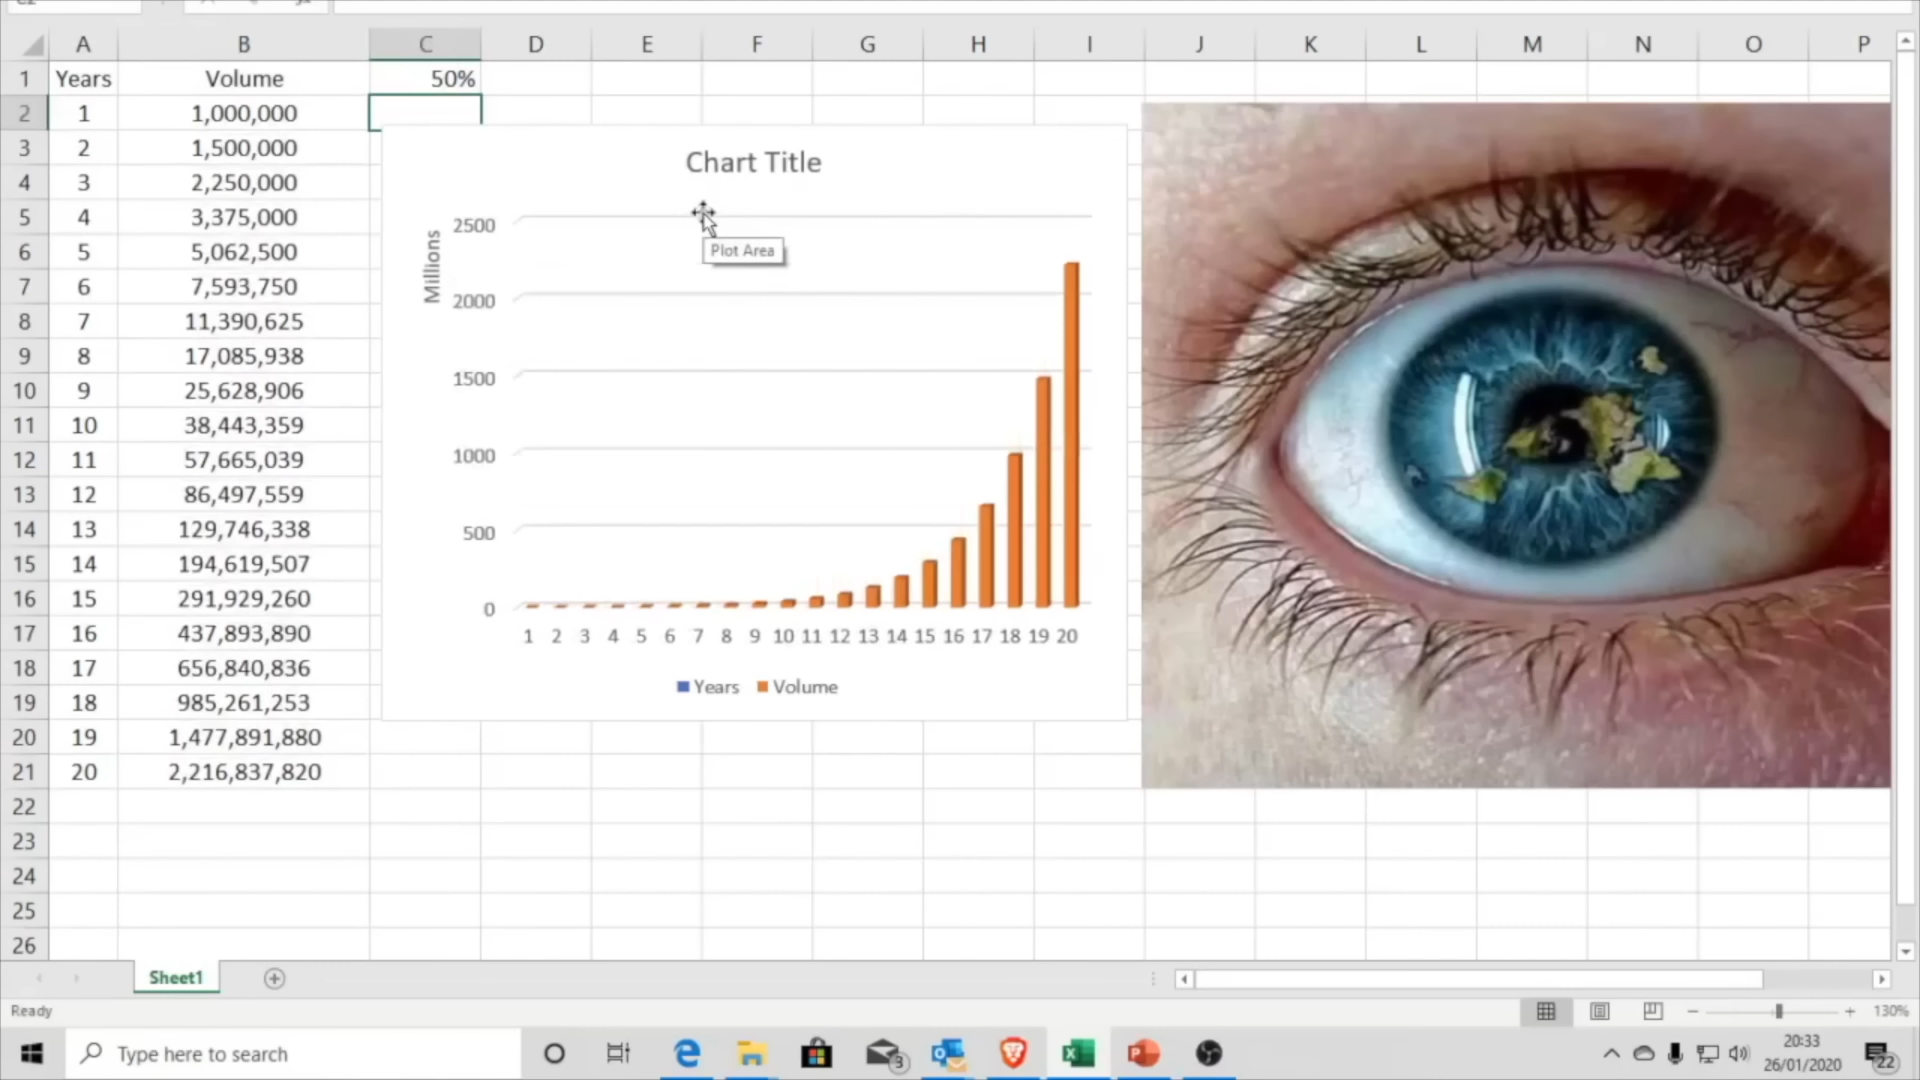 A B C D E F G H I J K L M N O P
1 Years Volume 50%
2 1 1,000,000
3 2 1,500,000
4 3 2,250,000
5 4 3,375,000
6 5 5,062,500
7 6 7,593,750
8 7 11,390,625
9 8 17,085,938
10 9 25,628,906
11 10 38,443,359
12 11 57,665,039
13 12 86,497,559
14 13 129,746,338
15 14 194,619,507
16 15 291,929,260
17 16 437,893,890
18 17 656,840,836
19 18 985,261,253
20 19 1,477,891,880
21 20 2,216,837,820
22
23
24
25
26
Chart Title
Millions
2500
Plot Area
2000
1500
1000
500
0
1 2 3 4 5 6 7 8 9 10 11 12 13 14 15 16 17 18 19 20
Years Volume
Sheet1
Ready
130%
Type here to search
3
20:33
26/01/2020
22